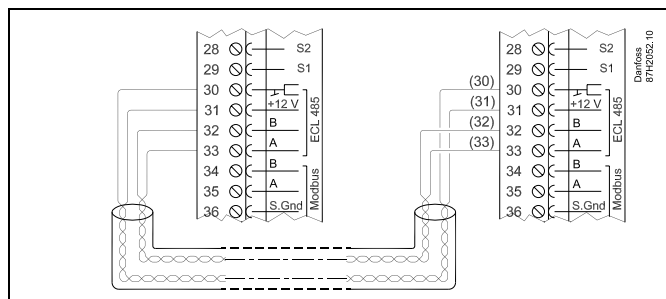 28 S2
29 S1
30
31 +12 V
32 B
33 A
34 B
35 A
36 S.Gnd
ECL 485
Modbus
(30)
(31)
(32)
(33)
28 S2
29 S1
30
31 +12 V
32 B
33 A
34 B
35 A
36 S.Gnd
ECL 485
Modbus
Danfoss
87H2052.10